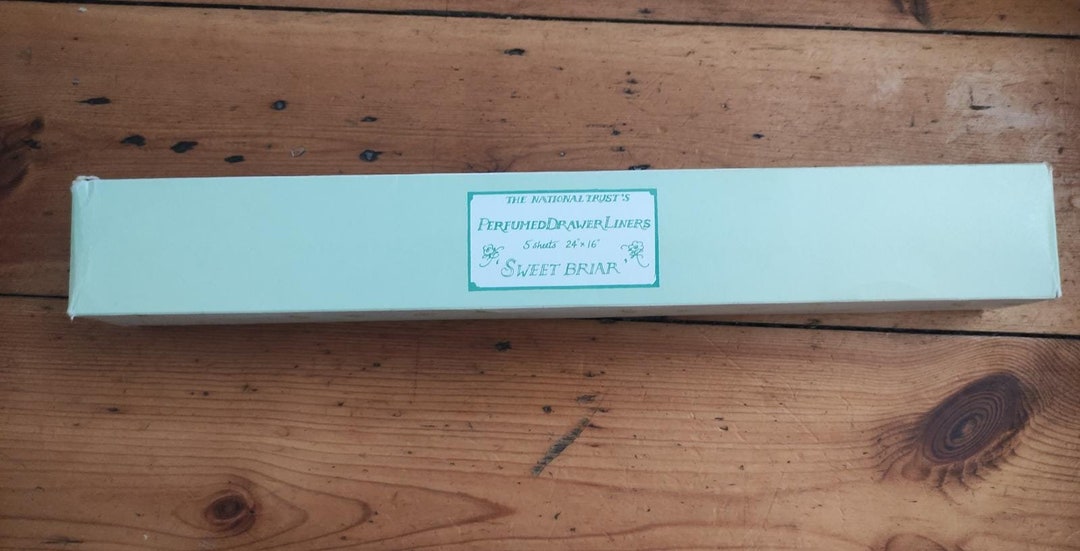 THE NATIONAL TRUST'S
PERFUMED DRAWER LINERS
5 sheets 24" × 16"
'SWEET BRIAR'